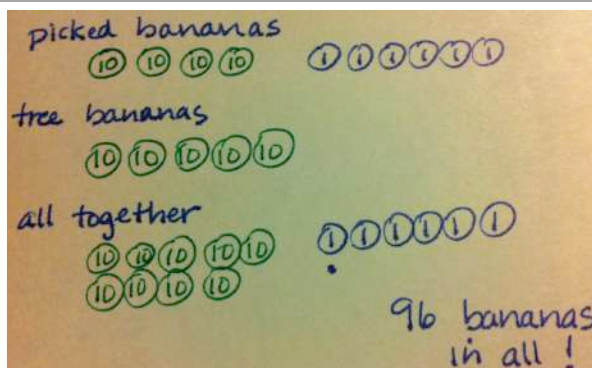 picked bananas
10 10 10 10 1 1 1 1 1 1
tree bananas
10 10 10 10 10
all together
10 10 10 10 10 1 1 1 1 1 1
10 10 10 10
96 bananas
in all !